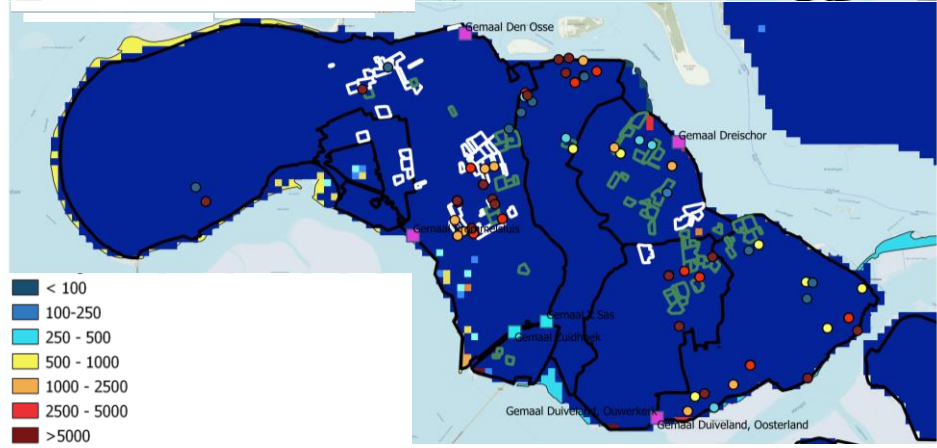 Gemaal Den Osse
Gemaal Dreischor
Gemaal Prommelsluis
Gemaal 't Sas
Gemaal Zuidhoek
Gemaal Duiveland, Ouwerkerk
Gemaal Duiveland, Oosterland
< 100
100-250
250 - 500
500 - 1000
1000 - 2500
2500 - 5000
>5000